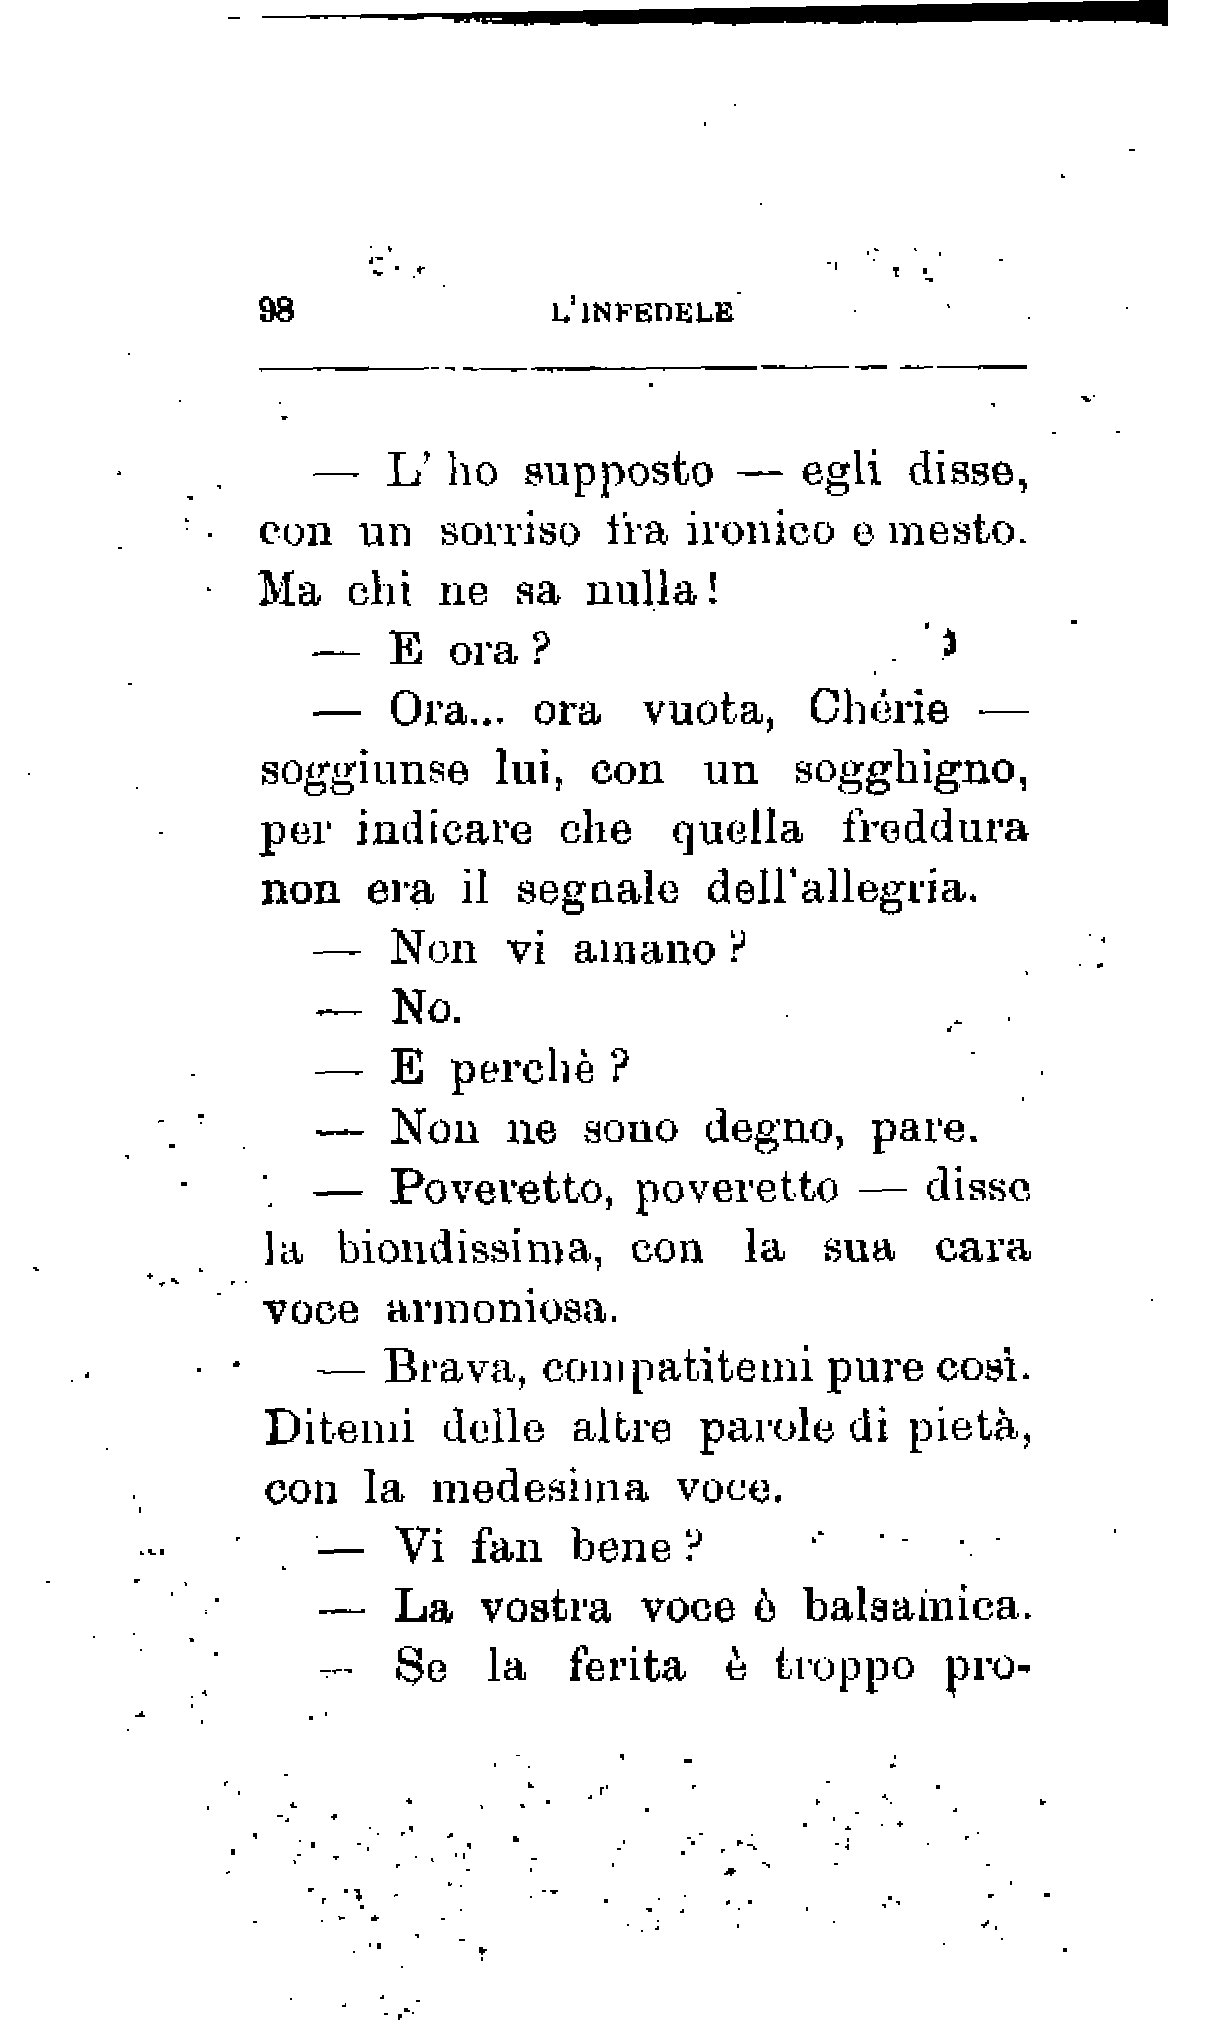 98 L'INFEDELE
— L' ho supposto — egli disse,
con un sorriso fra ironico e mesto.
Ma chi ne sa nulla!
— E ora?
— Ora... ora vuota, Chérie —
soggiunse lui, con un sogghigno,
per indicare che quella freddura
non era il segnale dell'allegria.
— Non vi amano?
— No.
— E perchè?
— Non ne sono degno, pare.
— Poveretto, poveretto — disse
la biondissima, con la sua cara
voce armoniosa.
— Brava, compatitemi pure così.
Ditemi delle altre parole di pietà,
con la medesima voce.
— Vi fan bene?
— La vostra voce è balsamica.
— Se la ferita è troppo pro-